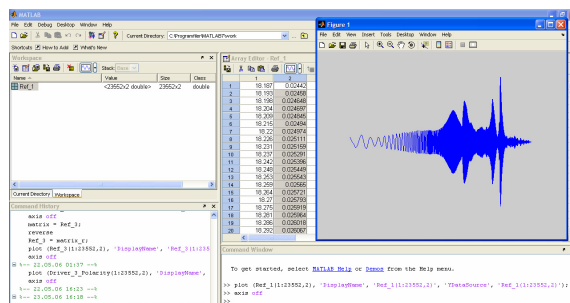 MATLAB
File Edit Debug Desktop Window Help
Current Directory: C:\ProgramFiler\MATLAB7\work
Shortcuts How to Add What's New
Workspace
Stack: Base
Name Value Size Class
Ref_1 <23552x2 double> 23552x2 double
Current Directory Workspace
Command History
axis off
matrix = Ref_3;
reverse
Ref_3 = matrix_r;
plot (Ref_3(1:23552,2), 'DisplayName', 'Ref_3(1:235
axis off
%-- 22.05.06 01:37 --%
plot (Driver_3_Polarity(1:23552,2), 'DisplayName',
axis off
%-- 22.05.06 16:23 --%
%-- 23.05.06 16:18 --%
Array Editor Ref_1
1 2
1 18.187 0.02442
2 18.193 0.02458
3 18.198 0.024648
4 18.204 0.024697
5 18.209 0.024845
6 18.215 0.02494
7 18.22 0.024974
8 18.226 0.025111
9 18.231 0.025159
10 18.237 0.025291
11 18.242 0.025396
12 18.248 0.025449
13 18.253 0.025543
14 18.259 0.02565
15 18.264 0.025721
16 18.27 0.025793
17 18.275 0.025919
18 18.281 0.025964
19 18.286 0.026018
20 18.292 0.026067
Figure 1
File Edit View Insert Tools Desktop Window Help
Command Window
To get started, select MATLAB Help or Demos from the Help menu.
>> plot (Ref_1(1:23552,2), 'DisplayName', 'Ref_1(1:23552,2)', 'YDataSource', 'Ref_1(1:23552,2)');
>> axis off
>>